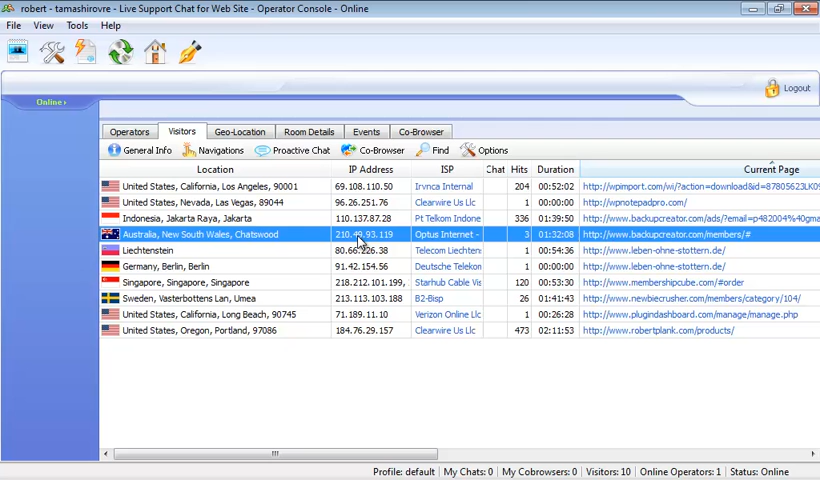 robert - tamashirovre - Live Support Chat for Web Site - Operator Console - Online
File View Tools Help
Logout
Online
Operators Visitors Geo-Location Room Details Events Co-Browser
General Info Navigations Proactive Chat Co-Browser Find Options
Location IP Address ISP Chat Hits Duration Current Page
United States, California, Los Angeles, 90001 69.108.110.50 Irvnca Internal 204 00:52:02 http://wpimport.com/wi/?action=download&id=87805623LK0
United States, Nevada, Las Vegas, 89044 96.26.251.76 Clearwire Us Llc 1 00:00:00 http://wpnotepadpro.com/
Indonesia, Jakarta Raya, Jakarta 110.137.87.28 Pt Telkom Indone 336 01:39:50 http://www.backupcreator.com/ads/?email=p482004%40gma
Australia, New South Wales, Chatswood Optus Internet - 3 01:32:08 http://www.backupcreator.com/members/#
Liechtenstein Telecom Liechten 1 00:54:36 http://www.leben-ohne-stottern.de/
Germany, Berlin, Berlin 91.42.154.56 Deutsche Telekom 1 00:00:00 http://www.leben-ohne-stottern.de/
Singapore, Singapore, Singapore 218.212.101.199, Starhub Cable Vis 120 00:53:30 http://www.membershipcube.com/#order
Sweden, Vasterbottens Lan, Umea 213.113.103.188 B2-Bisp 26 01:41:43 http://www.newbiecrusher.com/members/category/104/
United States, California, Long Beach, 90745 71.189.11.10 Verizon Online Llc 1 00:26:28 http://www.plugindashboard.com/manage/manage.php
United States, Oregon, Portland, 97086 184.76.29.157 Clearwire Us Llc 473 02:11:53 http://www.robertplank.com/products/
Profile: default My Chats: 0 My Cobrowsers: 0 Visitors: 10 Online Operators: 1 Status: Online